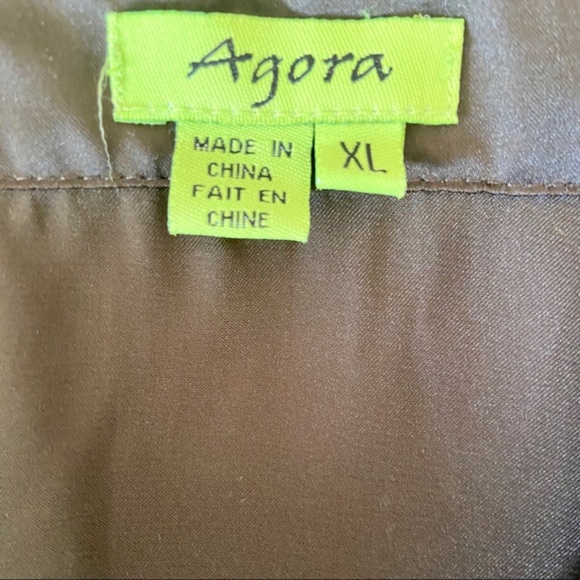 Agora
MADE IN
CHINA
FAIT EN
CHINE
XL